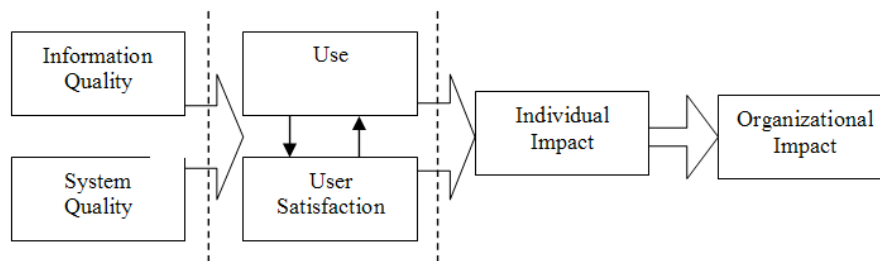 Information
Quality
Use
System
Quality
User
Satisfaction
Individual
Impact
Organizational
Impact